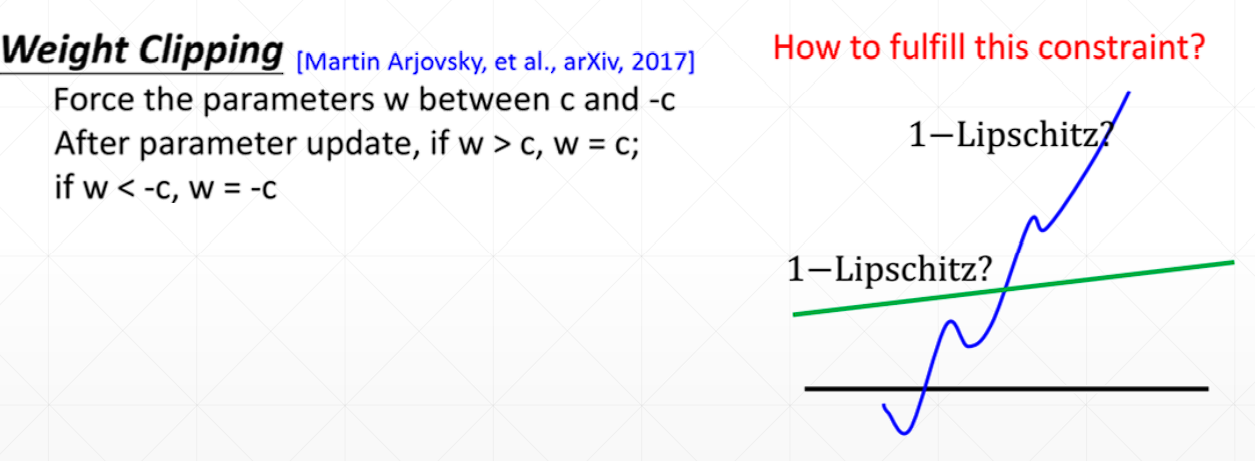 Weight Clipping [Martin Arjovsky, et al., arXiv, 2017]
Force the parameters w between c and -c
After parameter update, if w > c, w = c;
if w < -c, w = -c
How to fulfill this constraint?
1−Lipschitz?
1−Lipschitz?